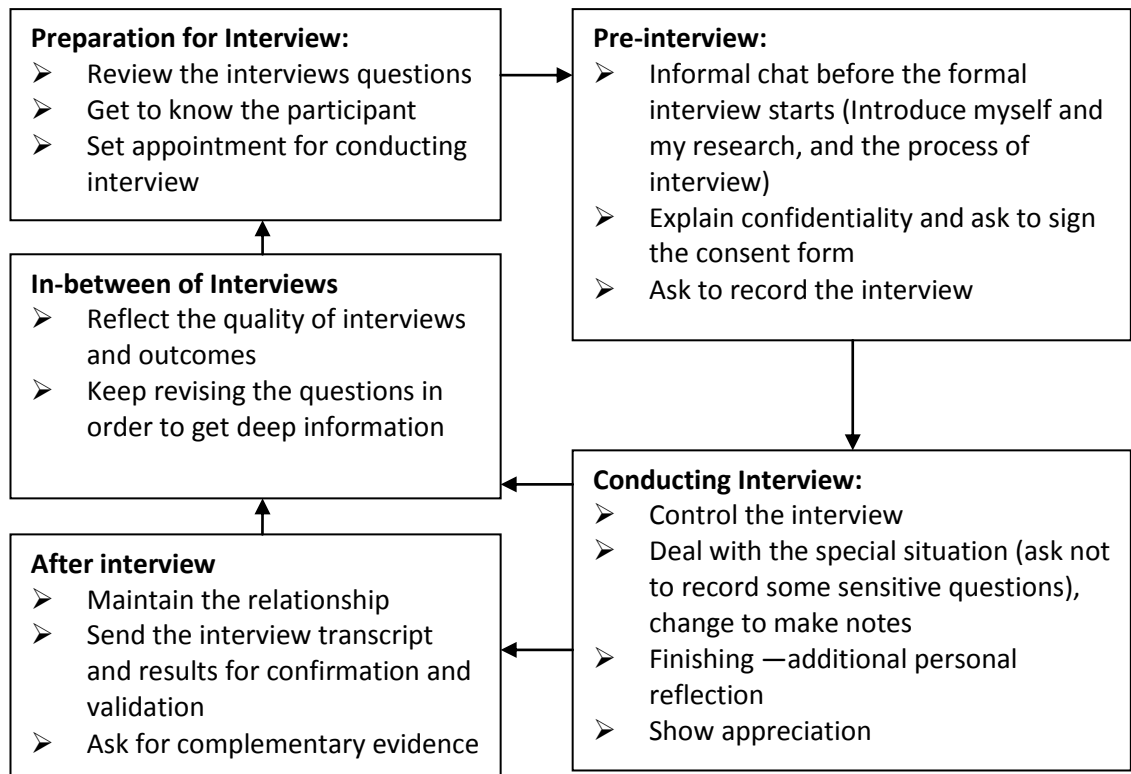 Preparation for Interview:
➢ Review the interviews questions
➢ Get to know the participant
➢ Set appointment for conducting
interview
Pre-interview:
➢ Informal chat before the formal
interview starts (Introduce myself and
my research, and the process of
interview)
➢ Explain confidentiality and ask to sign
the consent form
➢ Ask to record the interview
In-between of Interviews
➢ Reflect the quality of interviews
and outcomes
➢ Keep revising the questions in
order to get deep information
Conducting Interview:
➢ Control the interview
➢ Deal with the special situation (ask not
to record some sensitive questions),
change to make notes
➢ Finishing —additional personal
reflection
➢ Show appreciation
After interview
➢ Maintain the relationship
➢ Send the interview transcript
and results for confirmation and
validation
➢ Ask for complementary evidence